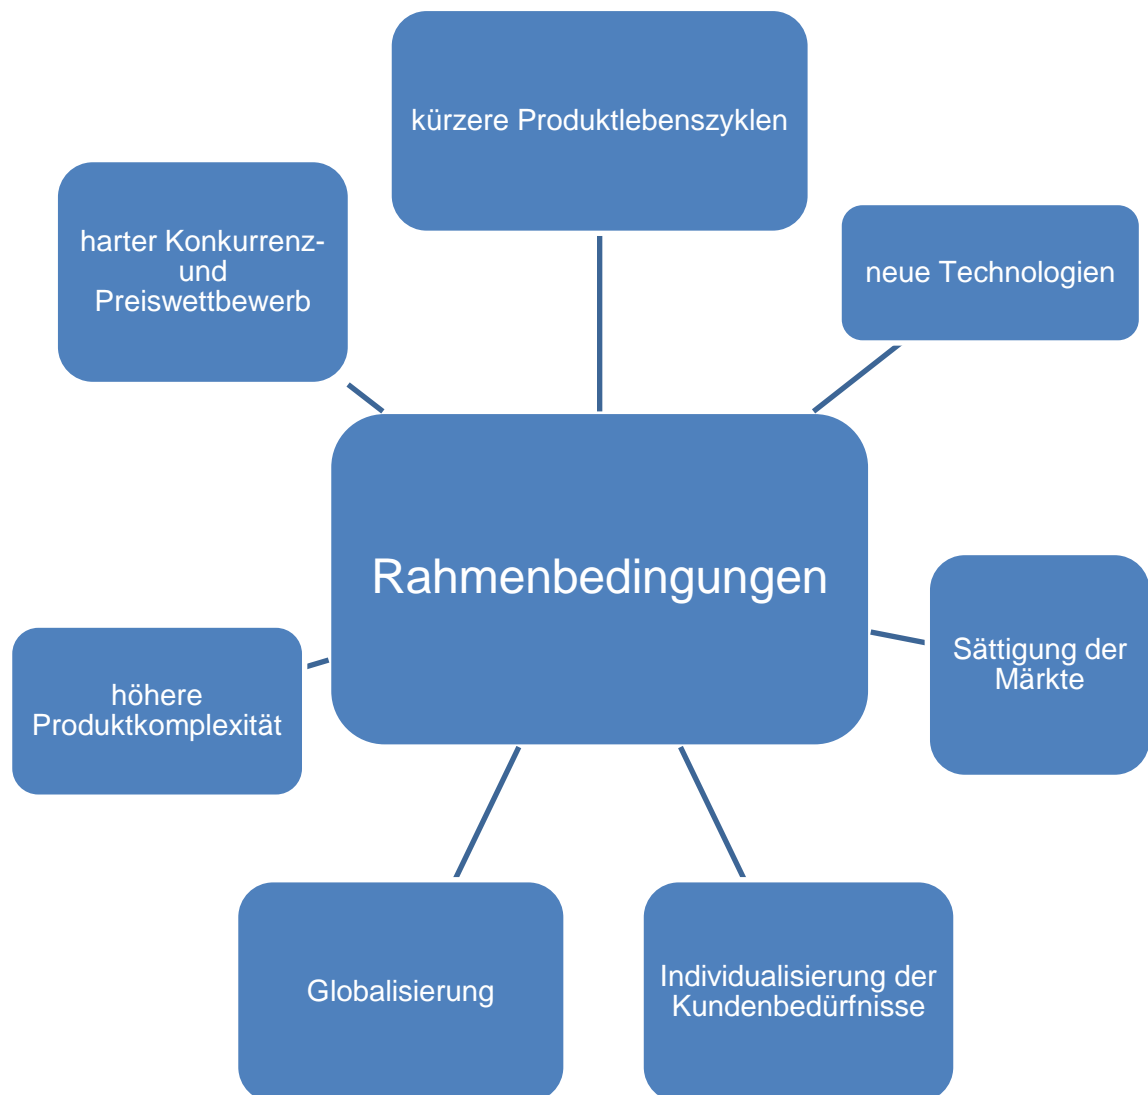 kürzere Produktlebenszyklen
harter Konkurrenz-
und
Preiswettbewerb
neue Technologien
Rahmenbedingungen
Sättigung der
Märkte
höhere
Produktkomplexität
Globalisierung
Individualisierung der
Kundenbedürfnisse